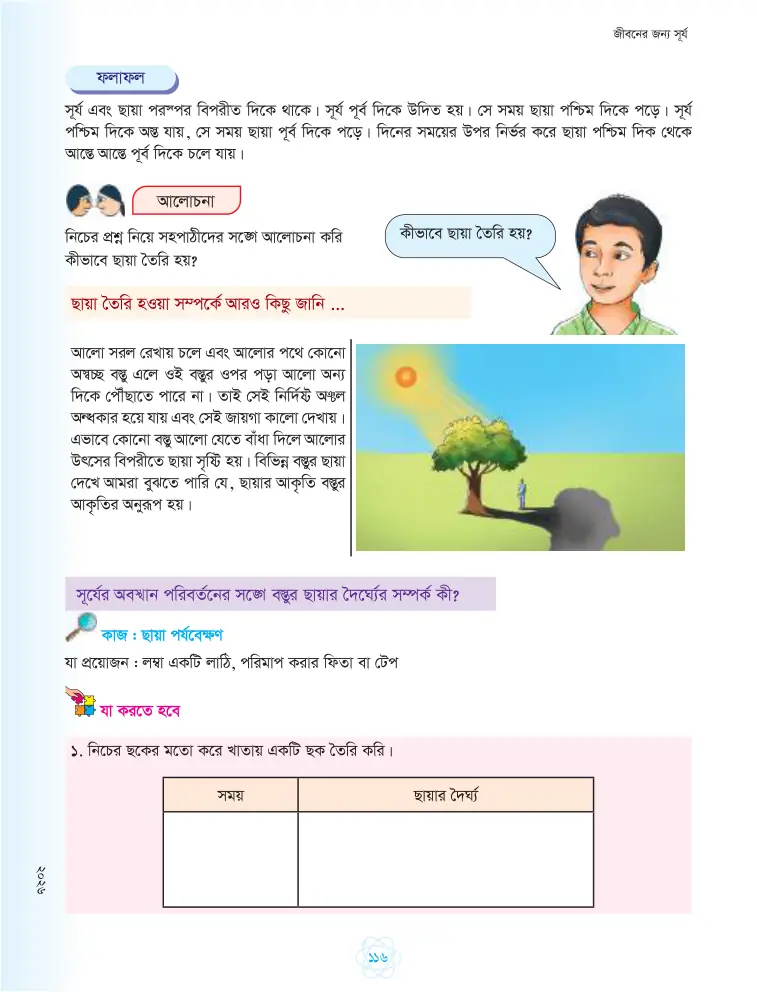 জীবনের জন্য সূর্য
ফলাফল
সূর্য এবং ছায়া পরস্পর বিপরীত দিকে থাকে। সূর্য পূর্ব দিকে উদিত হয়। সে সময় ছায়া পশ্চিম দিকে পড়ে। সূর্য
পশ্চিম দিকে অস্ত যায়, সে সময় ছায়া পূর্ব দিকে পড়ে। দিনের সময়ের উপর নির্ভর করে ছায়া পশ্চিম দিক থেকে
আস্তে আস্তে পূর্ব দিকে চলে যায়।
আলোচনা
নিচের প্রশ্ন নিয়ে সহপাঠীদের সঙ্গে আলোচনা করি
কীভাবে ছায়া তৈরি হয়?
কীভাবে ছায়া তৈরি হয়?
ছায়া তৈরি হওয়া সম্পর্কে আরও কিছু জানি ...
আলো সরল রেখায় চলে এবং আলোর পথে কোনো
অস্বচ্ছ বস্তু এলে ওই বস্তুর ওপর পড়া আলো অন্য
দিকে পৌঁছাতে পারে না। তাই সেই নির্দিষ্ট অঞ্চল
অন্ধকার হয়ে যায় এবং সেই জায়গা কালো দেখায়।
এভাবে কোনো বস্তু আলো যেতে বাঁধা দিলে আলোর
উৎসের বিপরীতে ছায়া সৃষ্টি হয়। বিভিন্ন বস্তুর ছায়া
দেখে আমরা বুঝতে পারি যে, ছায়ার আকৃতি বস্তুর
আকৃতির অনুরূপ হয়।
সূর্যের অবস্থান পরিবর্তনের সঙ্গে বস্তুর ছায়ার দৈর্ঘ্যের সম্পর্ক কী?
কাজ : ছায়া পর্যবেক্ষণ
যা প্রয়োজন : লম্বা একটি লাঠি, পরিমাপ করার ফিতা বা টেপ
যা করতে হবে
১. নিচের ছকের মতো করে খাতায় একটি ছক তৈরি করি।
সময়
ছায়ার দৈর্ঘ্য
২০২৫
১১৬